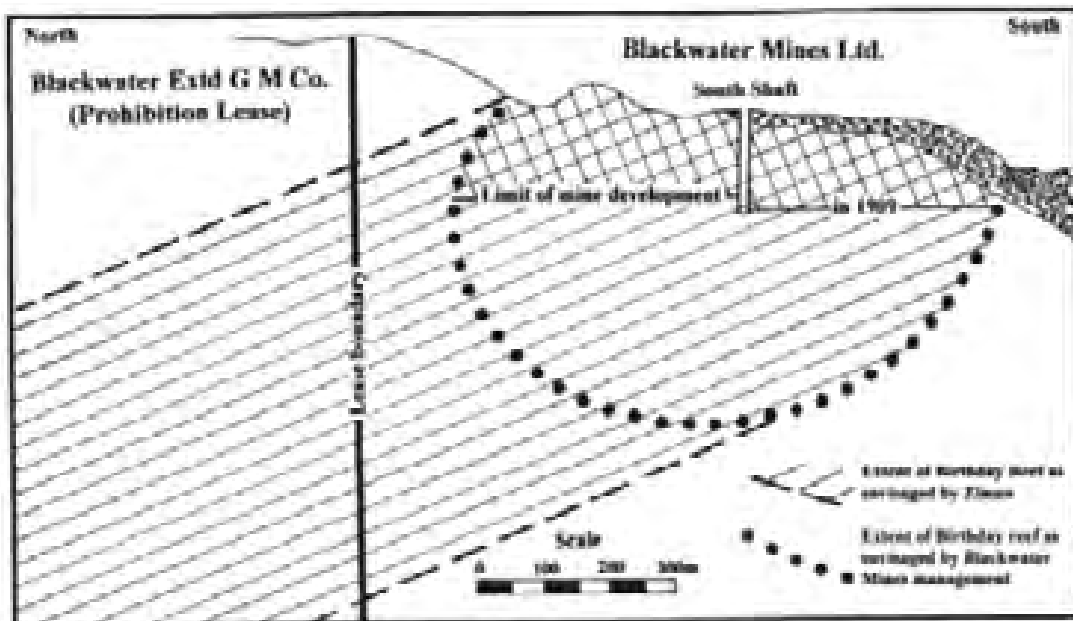 North
South
Blackwater Extd G M Co.
(Prohibition Lease)
Blackwater Mines Ltd.
South Shaft
Limit of mine development
in 1909
Lease boundary
Extent of Birthday Reef as
envisaged by
Extent of Birthday reef as
envisaged by Blackwater
Mines management
Scale
0 100 200 300m